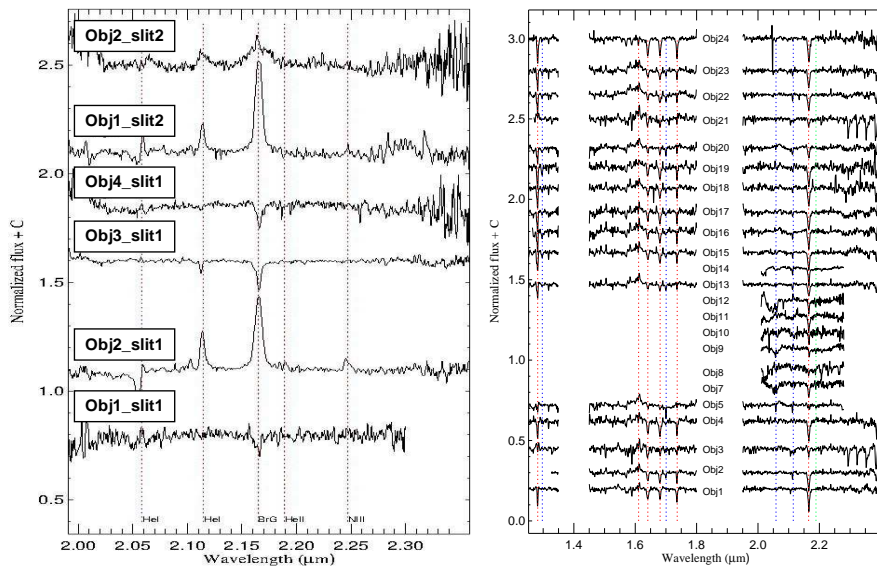 Obj2_slit2
Obj1_slit2
Obj4_slit1
Obj3_slit1
Obj2_slit1
Obj1_slit1
2.5
2.0
1.5
1.0
0.5
Normalized flux + C
HeI
HeI
BrG
HeII
NIII
2.00
2.05
2.10
2.15
2.20
2.25
2.30
Wavelength (μm)
3.0
2.5
2.0
1.5
1.0
0.5
0.0
Normalized flux + C
Obj24
Obj23
Obj22
Obj21
Obj20
Obj19
Obj18
Obj17
Obj16
Obj15
Obj14
Obj13
Obj12
Obj11
Obj10
Obj9
Obj8
Obj7
Obj5
Obj4
Obj3
Obj2
Obj1
1.4
1.6
1.8
2.0
2.2
Wavelength (μm)